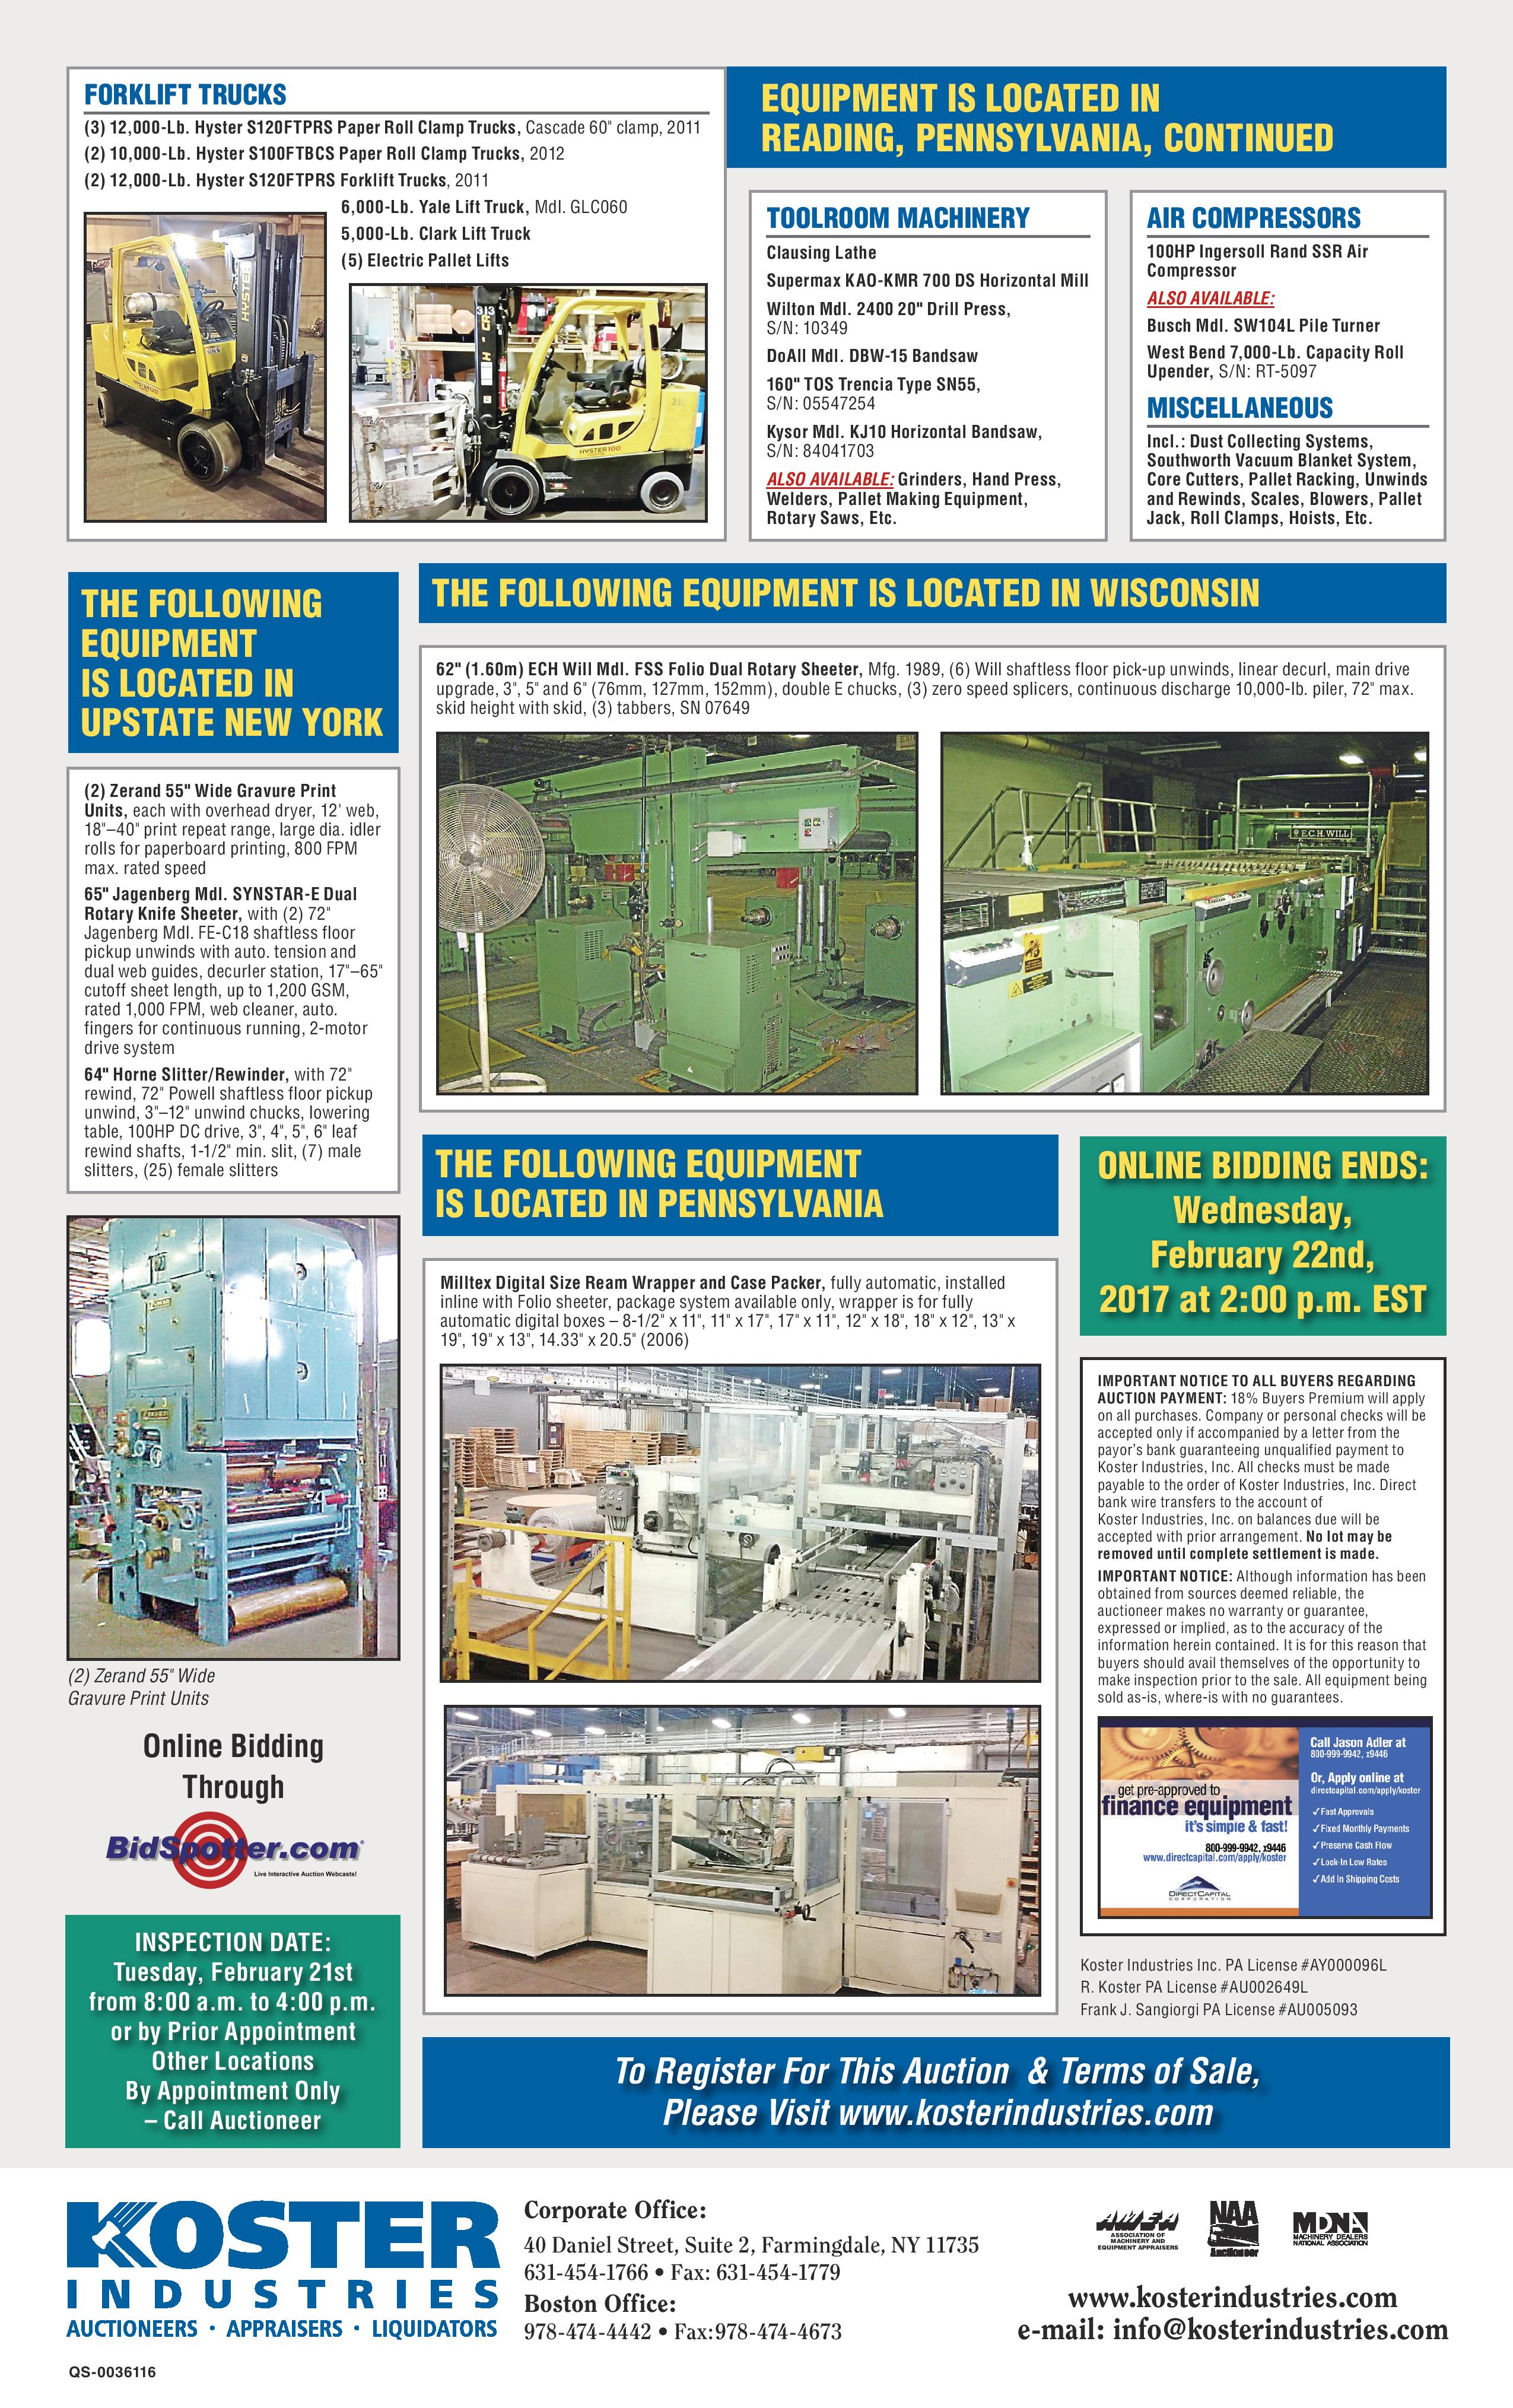 FORKLIFT TRUCKS
(3) 12,000-Lb. Hyster S120FTPRS Paper Roll Clamp Trucks, Cascade 60" clamp, 2011
(2) 10,000-Lb. Hyster S100FTBCS Paper Roll Clamp Trucks, 2012
(2) 12,000-Lb. Hyster S120FTPRS Forklift Trucks, 2011
6,000-Lb. Yale Lift Truck, Mdl. GLC060
5,000-Lb. Clark Lift Truck
(5) Electric Pallet Lifts
HYSTER
HYSTER 100
EQUIPMENT IS LOCATED IN
READING, PENNSYLVANIA, CONTINUED
TOOLROOM MACHINERY
Clausing Lathe
Supermax KAO-KMR 700 DS Horizontal Mill
Wilton Mdl. 2400 20" Drill Press,
S/N: 10349
DoAll Mdl. DBW-15 Bandsaw
160" TOS Trencia Type SN55,
S/N: 05547254
Kysor Mdl. KJ10 Horizontal Bandsaw,
S/N: 84041703
ALSO AVAILABLE: Grinders, Hand Press,
Welders, Pallet Making Equipment,
Rotary Saws, Etc.
AIR COMPRESSORS
100HP Ingersoll Rand SSR Air
Compressor
ALSO AVAILABLE:
Busch Mdl. SW104L Pile Turner
West Bend 7,000-Lb. Capacity Roll
Upender, S/N: RT-5097
MISCELLANEOUS
Incl.: Dust Collecting Systems,
Southworth Vacuum Blanket System,
Core Cutters, Pallet Racking, Unwinds
and Rewinds, Scales, Blowers, Pallet
Jack, Roll Clamps, Hoists, Etc.
THE FOLLOWING
EQUIPMENT
IS LOCATED IN
UPSTATE NEW YORK
(2) Zerand 55" Wide Gravure Print
Units, each with overhead dryer, 12' web,
18"–40" print repeat range, large dia. idler
rolls for paperboard printing, 800 FPM
max. rated speed
65" Jagenberg Mdl. SYNSTAR-E Dual
Rotary Knife Sheeter, with (2) 72"
Jagenberg Mdl. FE-C18 shaftless floor
pickup unwinds with auto. tension and
dual web guides, decurler station, 17"–65"
cutoff sheet length, up to 1,200 GSM,
rated 1,000 FPM, web cleaner, auto.
fingers for continuous running, 2-motor
drive system
64" Horne Slitter/Rewinder, with 72"
rewind, 72" Powell shaftless floor pickup
unwind, 3"–12" unwind chucks, lowering
table, 100HP DC drive, 3", 4", 5", 6" leaf
rewind shafts, 1-1/2" min. slit, (7) male
slitters, (25) female slitters
(2) Zerand 55" Wide
Gravure Print Units
Online Bidding
Through
BidSpotter.com
Live Interactive Auction Webcasts!
INSPECTION DATE:
Tuesday, February 21st
from 8:00 a.m. to 4:00 p.m.
or by Prior Appointment
Other Locations
By Appointment Only
– Call Auctioneer
THE FOLLOWING EQUIPMENT IS LOCATED IN WISCONSIN
62" (1.60m) ECH Will Mdl. FSS Folio Dual Rotary Sheeter, Mfg. 1989, (6) Will shaftless floor pick-up unwinds, linear decurl, main drive
upgrade, 3", 5" and 6" (76mm, 127mm, 152mm), double E chucks, (3) zero speed splicers, continuous discharge 10,000-lb. piler, 72" max.
skid height with skid, (3) tabbers, SN 07649
E.C.H. WILL
THE FOLLOWING EQUIPMENT
IS LOCATED IN PENNSYLVANIA
Milltex Digital Size Ream Wrapper and Case Packer, fully automatic, installed
inline with Folio sheeter, package system available only, wrapper is for fully
automatic digital boxes – 8-1/2" x 11", 11" x 17", 17" x 11", 12" x 18", 18" x 12", 13" x
19", 19" x 13", 14.33" x 20.5" (2006)
ONLINE BIDDING ENDS:
Wednesday,
February 22nd,
2017 at 2:00 p.m. EST
IMPORTANT NOTICE TO ALL BUYERS REGARDING
AUCTION PAYMENT: 18% Buyers Premium will apply
on all purchases. Company or personal checks will be
accepted only if accompanied by a letter from the
payor's bank guaranteeing unqualified payment to
Koster Industries, Inc. All checks must be made
payable to the order of Koster Industries, Inc. Direct
bank wire transfers to the account of
Koster Industries, Inc. on balances due will be
accepted with prior arrangement. No lot may be
removed until complete settlement is made.
IMPORTANT NOTICE: Although information has been
obtained from sources deemed reliable, the
auctioneer makes no warranty or guarantee,
expressed or implied, as to the accuracy of the
information herein contained. It is for this reason that
buyers should avail themselves of the opportunity to
make inspection prior to the sale. All equipment being
sold as-is, where-is with no guarantees.
get pre-approved to
finance equipment
it's simple & fast!
800-999-9942, x9446
www.directcapital.com/apply/koster
DIRECTCAPITAL
CORPORATION
Call Jason Adler at
800-999-9942, x9446
Or, Apply online at
directcapital.com/apply/koster
✓Fast Approvals
✓Fixed Monthly Payments
✓Preserve Cash Flow
✓Lock-In Low Rates
✓Add In Shipping Costs
Koster Industries Inc. PA License #AY000096L
R. Koster PA License #AU002649L
Frank J. Sangiorgi PA License #AU005093
To Register For This Auction & Terms of Sale,
Please Visit www.kosterindustries.com
KOSTER
INDUSTRIES
AUCTIONEERS • APPRAISERS • LIQUIDATORS
QS-0036116
Corporate Office:
40 Daniel Street, Suite 2, Farmingdale, NY 11735
631-454-1766 • Fax: 631-454-1779
Boston Office:
978-474-4442 • Fax:978-474-4673
AMEA
ASSOCIATION OF
MACHINERY AND
EQUIPMENT APPRAISERS
NAA
Auctioneer
MDNA
MACHINERY DEALERS
NATIONAL ASSOCIATION
www.kosterindustries.com
e-mail: info@kosterindustries.com